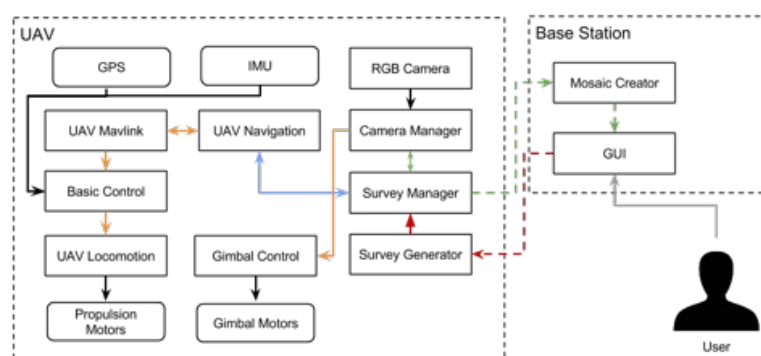 UAV
Base Station
GPS
IMU
RGB Camera
Mosaic Creator
UAV Mavlink
UAV Navigation
Camera Manager
GUI
Basic Control
Survey Manager
UAV Locomotion
Gimbal Control
Survey Generator
Propulsion
Motors
Gimbal Motors
User